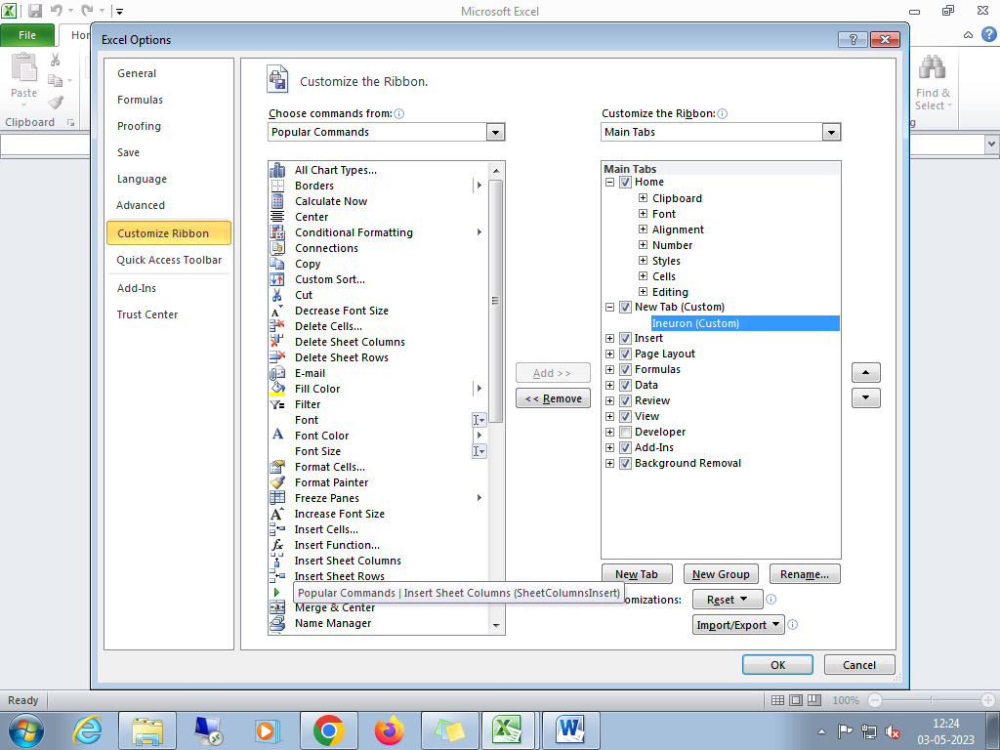 Microsoft Excel
File
Hor
Paste
Clipboard
Find &
Select
g
Excel Options
General
Formulas
Proofing
Save
Language
Advanced
Customize Ribbon
Quick Access Toolbar
Add-Ins
Trust Center
Customize the Ribbon.
Choose commands from:
Popular Commands
All Chart Types...
Borders
Calculate Now
Center
Conditional Formatting
Connections
Copy
Custom Sort...
Cut
Decrease Font Size
Delete Cells...
Delete Sheet Columns
Delete Sheet Rows
E-mail
Fill Color
Filter
Font
Font Color
Font Size
Format Cells...
Format Painter
Freeze Panes
Increase Font Size
Insert Cells...
Insert Function...
Insert Sheet Columns
Insert Sheet Rows
Popular Commands | Insert Sheet Columns (SheetColumnsInsert)
Merge & Center
Name Manager
Add >>
<< Remove
Customize the Ribbon:
Main Tabs
Main Tabs
Home
Clipboard
Font
Alignment
Number
Styles
Cells
Editing
New Tab (Custom)
Ineuron (Custom)
Insert
Page Layout
Formulas
Data
Review
View
Developer
Add-Ins
Background Removal
New Tab
New Group
Rename...
omizations:
Reset
Import/Export
OK
Cancel
Ready
100%
12:24
03-05-2023